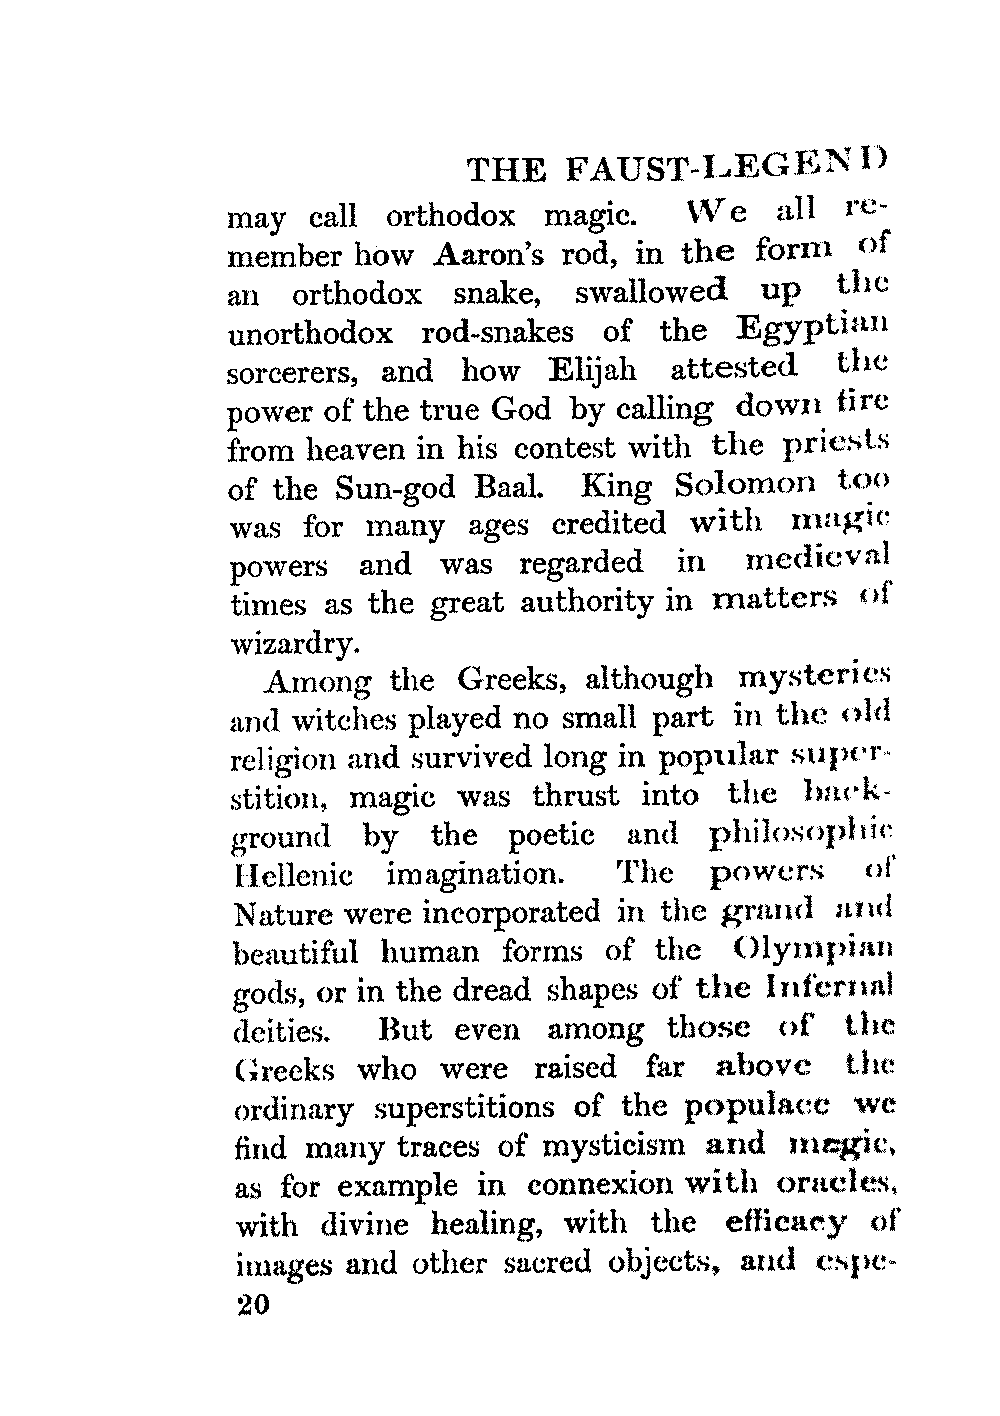 THE FAUST-LEGEND
may call orthodox magic. We all re-
member how Aaron's rod, in the form of
an orthodox snake, swallowed up the
unorthodox rod-snakes of the Egyptian
sorcerers, and how Elijah attested the
power of the true God by calling down fire
from heaven in his contest with the priests
of the Sun-god Baal. King Solomon too
was for many ages credited with magic
powers and was regarded in medieval
times as the great authority in matters of
wizardry.
Among the Greeks, although mysteries
and witches played no small part in the old
religion and survived long in popular super-
stition, magic was thrust into the back-
ground by the poetic and philosophic
Hellenic imagination. The powers of
Nature were incorporated in the grand and
beautiful human forms of the Olympian
gods, or in the dread shapes of the Infernal
deities. But even among those of the
Greeks who were raised far above the
ordinary superstitions of the populace we
find many traces of mysticism and magic,
as for example in connexion with oracles,
with divine healing, with the efficacy of
images and other sacred objects, and espe-
20